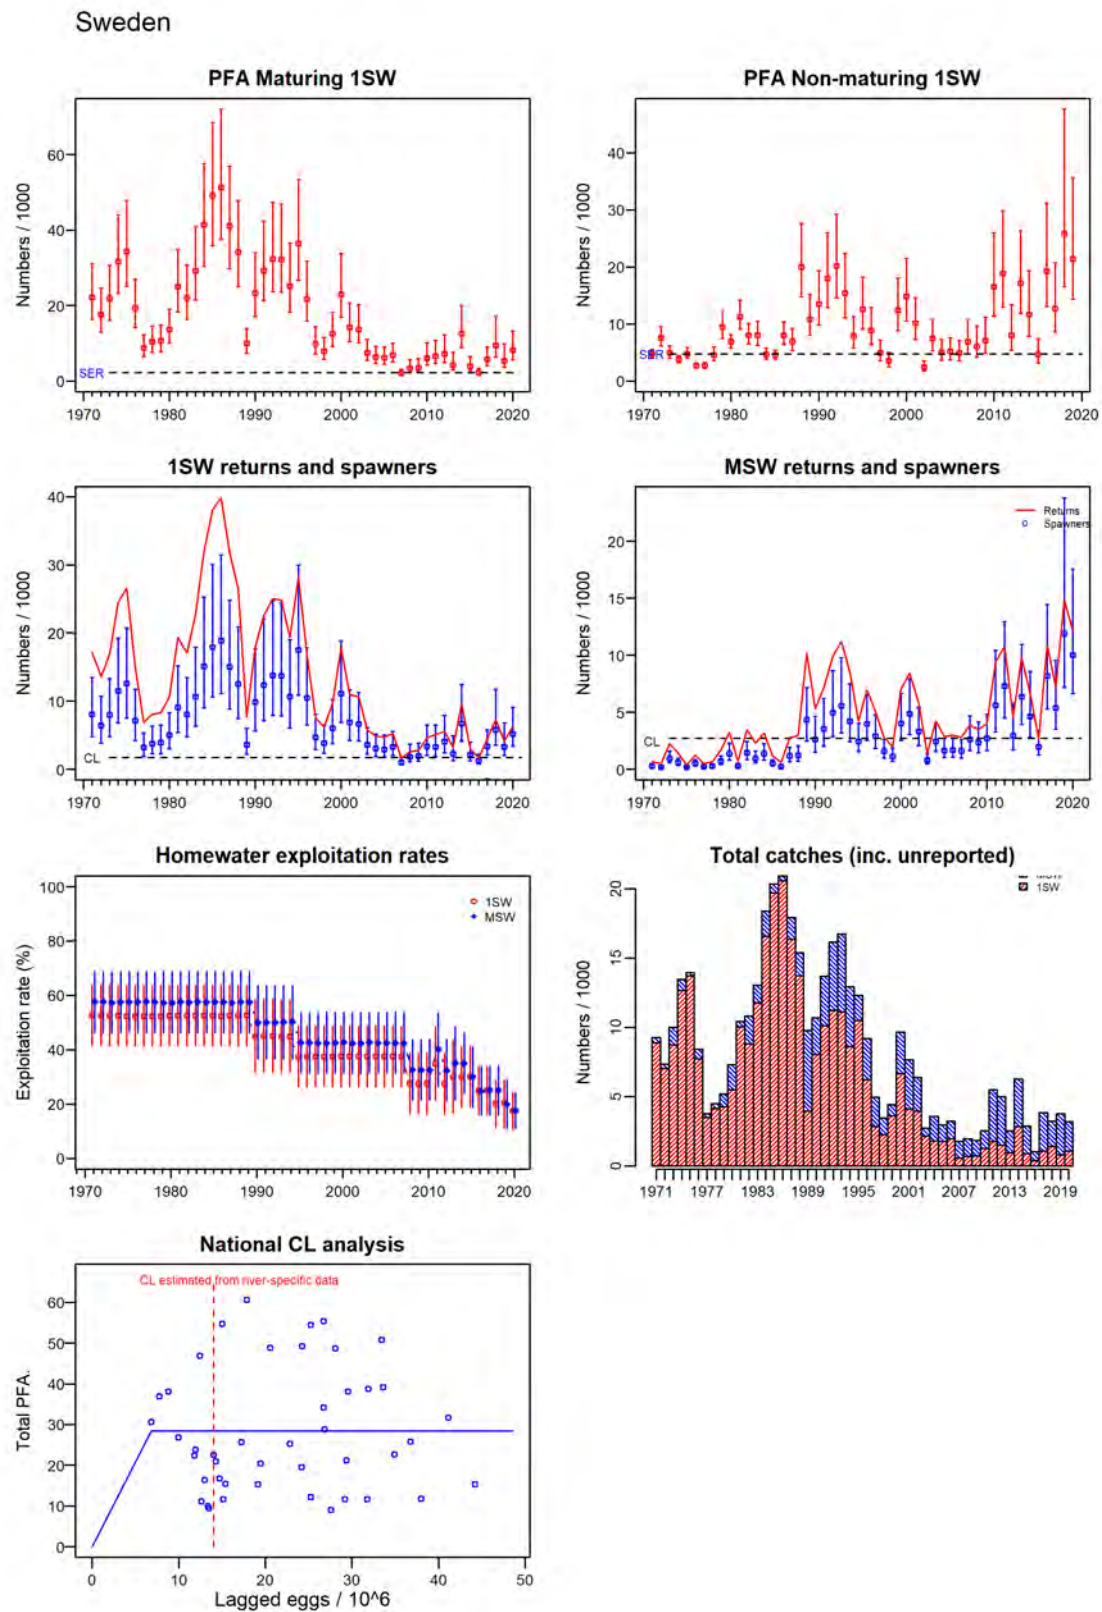 Sweden
PFA Maturing 1SW
Numbers / 1000
60
40
20
0
SER
1970 1980 1990 2000 2010 2020
PFA Non-maturing 1SW
Numbers / 1000
40
30
20
10
0
SER
1970 1980 1990 2000 2010 2020
1SW returns and spawners
Numbers / 1000
40
30
20
10
0
CL
1970 1980 1990 2000 2010 2020
MSW returns and spawners
Numbers / 1000
20
15
10
5
0
CL
Returns
Spawners
1970 1980 1990 2000 2010 2020
Homewater exploitation rates
Exploitation rate (%)
100
80
60
40
20
0
1SW
MSW
1970 1980 1990 2000 2010 2020
Total catches (inc. unreported)
Numbers / 1000
20
15
10
5
0
MSW
1SW
1971 1977 1983 1989 1995 2001 2007 2013 2019
National CL analysis
CL estimated from river-specific data
Total PFA.
60
50
40
30
20
10
0
0 10 20 30 40 50
Lagged eggs / 10^6